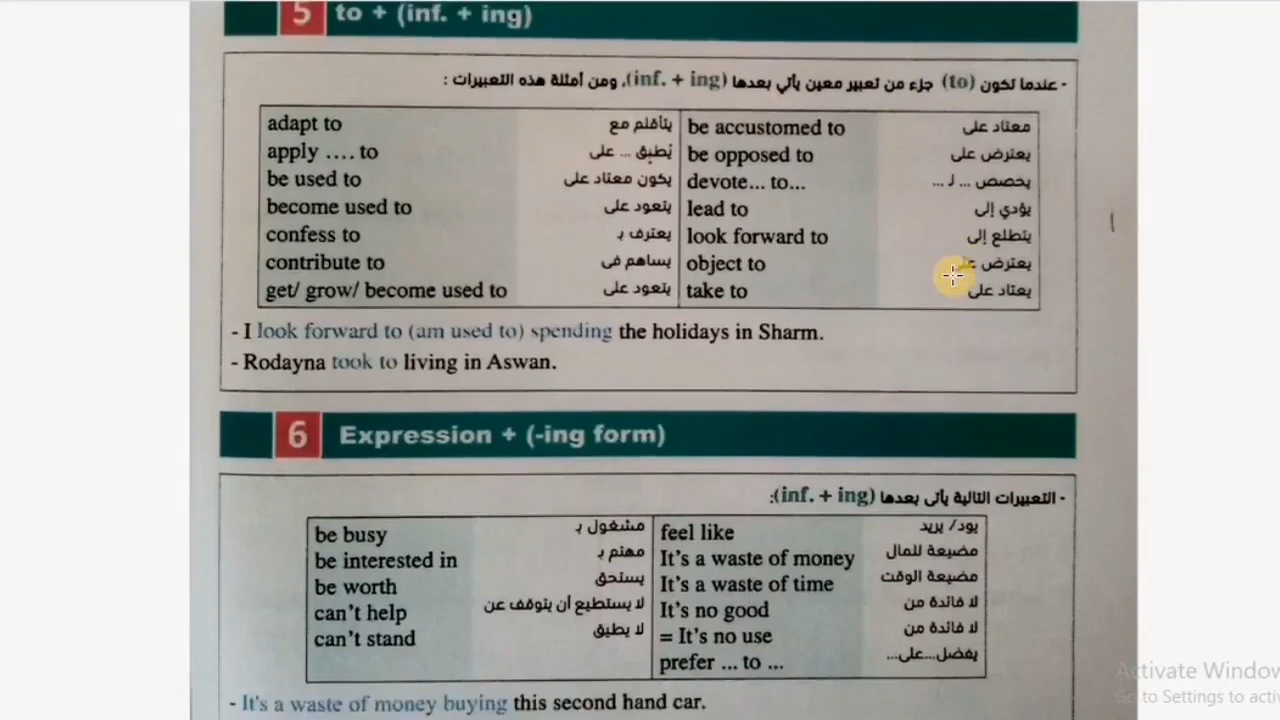 5 to + (inf. + ing)
- عندما تكون (to) جزء من تعبير معين يأتي بعدها (inf. + ing)، ومن أمثلة هذه التعبيرات :
adapt to يتأقلم مع be accustomed to معتاد على
apply .... to يُطبق ... على be opposed to يعترض على
be used to يكون معتاد على devote... to... يخصص ... لـ ...
become used to يتعود على lead to يؤدي إلى
confess to يعترف بـ look forward to يتطلع إلى
contribute to يساهم فى object to يعترض على
get/ grow/ become used to يتعود على take to يعتاد على
- I look forward to (am used to) spending the holidays in Sharm.
- Rodayna took to living in Aswan.
6 Expression + (-ing form)
- التعبيرات التالية يأتى بعدها (inf. + ing):
be busy مشغول بـ feel like يود/ يريد
be interested in مهتم بـ It's a waste of money مضيعة للمال
be worth يستحق It's a waste of time مضيعة الوقت
can't help لا يستطيع أن يتوقف عن It's no good لا فائدة من
can't stand لا يطيق = It's no use لا فائدة من
prefer ... to ... يفضل...على...
- It's a waste of money buying this second hand car.
Activate Window
Go to Settings to activ